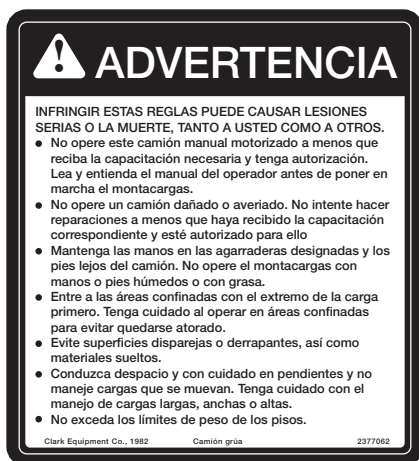 ADVERTENCIA
INFRINGIR ESTAS REGLAS PUEDE CAUSAR LESIONES
SERIAS O LA MUERTE, TANTO A USTED COMO A OTROS.
● No opere este camión manual motorizado a menos que
reciba la capacitación necesaria y tenga autorización.
Lea y entienda el manual del operador antes de poner en
marcha el montacargas.
● No opere un camión dañado o averiado. No intente hacer
reparaciones a menos que haya recibido la capacitación
correspondiente y esté autorizado para ello
● Mantenga las manos en las agarraderas designadas y los
pies lejos del camión. No opere el montacargas con
manos o pies húmedos o con grasa.
● Entre a las áreas confinadas con el extremo de la carga
primero. Tenga cuidado al operar en áreas confinadas
para evitar quedarse atorado.
● Evite superficies disparejas o derrapantes, así como
materiales sueltos.
● Conduzca despacio y con cuidado en pendientes y no
maneje cargas que se muevan. Tenga cuidado con el
manejo de cargas largas, anchas o altas.
● No exceda los límites de peso de los pisos.
Clark Equipment Co., 1982 Camión grúa 2377062